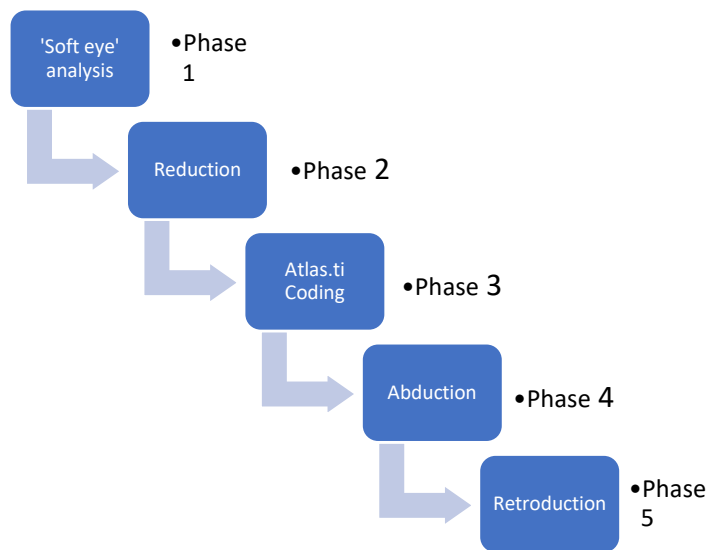 'Soft eye'
analysis
•Phase
1
Reduction
•Phase 2
Atlas.ti
Coding
•Phase 3
Abduction
•Phase 4
Retroduction
•Phase
5